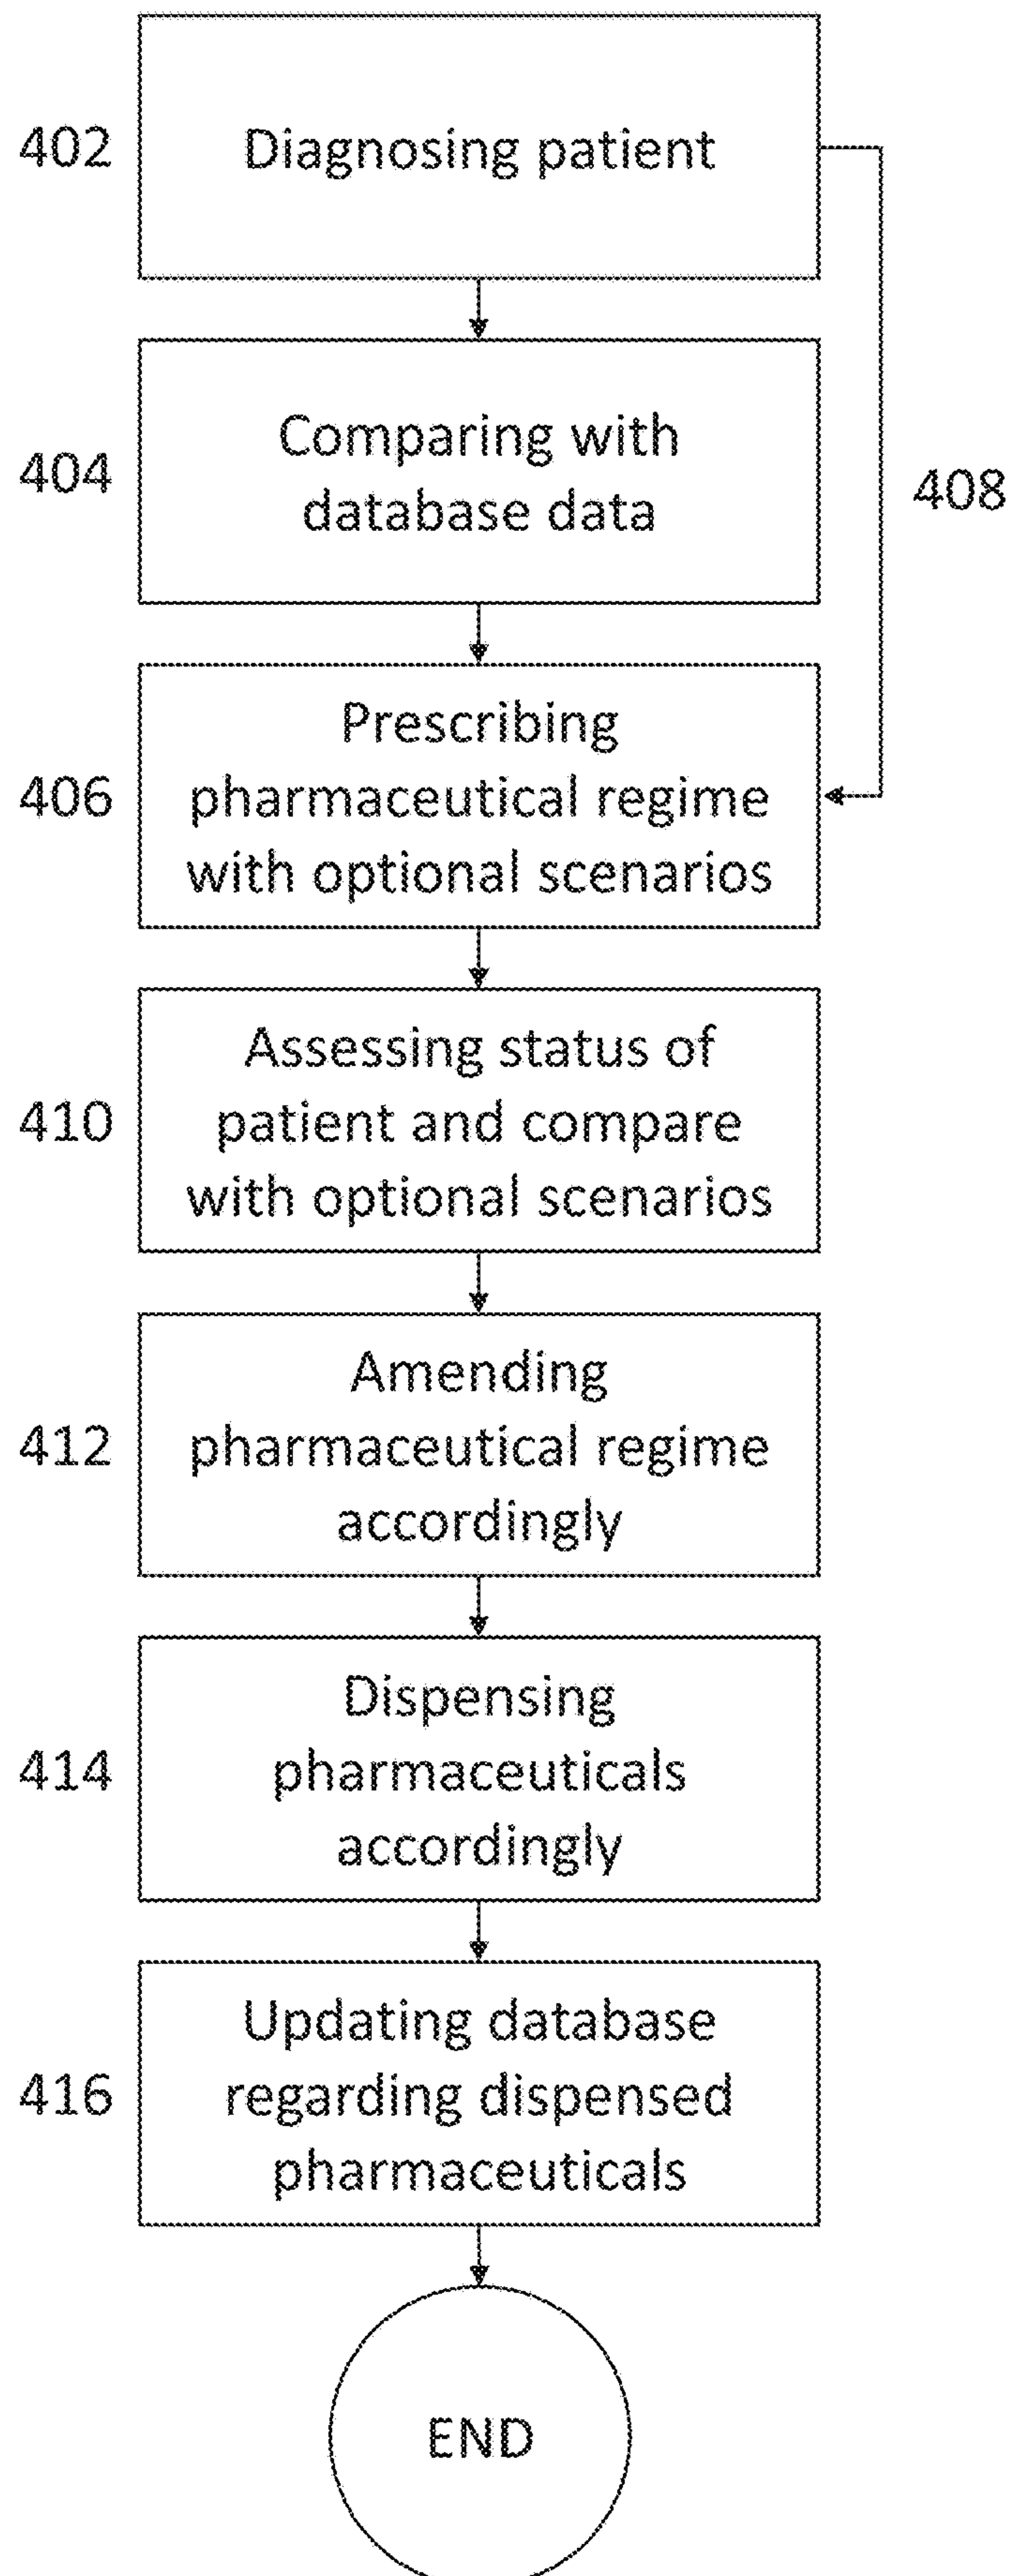 402
Diagnosing patient
404
Comparing with
database data
408
406
Prescribing
pharmaceutical regime
with optional scenarios
410
Assessing status of
patient and compare
with optional scenarios
412
Amending
pharmaceutical regime
accordingly
414
Dispensing
pharmaceuticals
accordingly
416
Updating database
regarding dispensed
pharmaceuticals
END